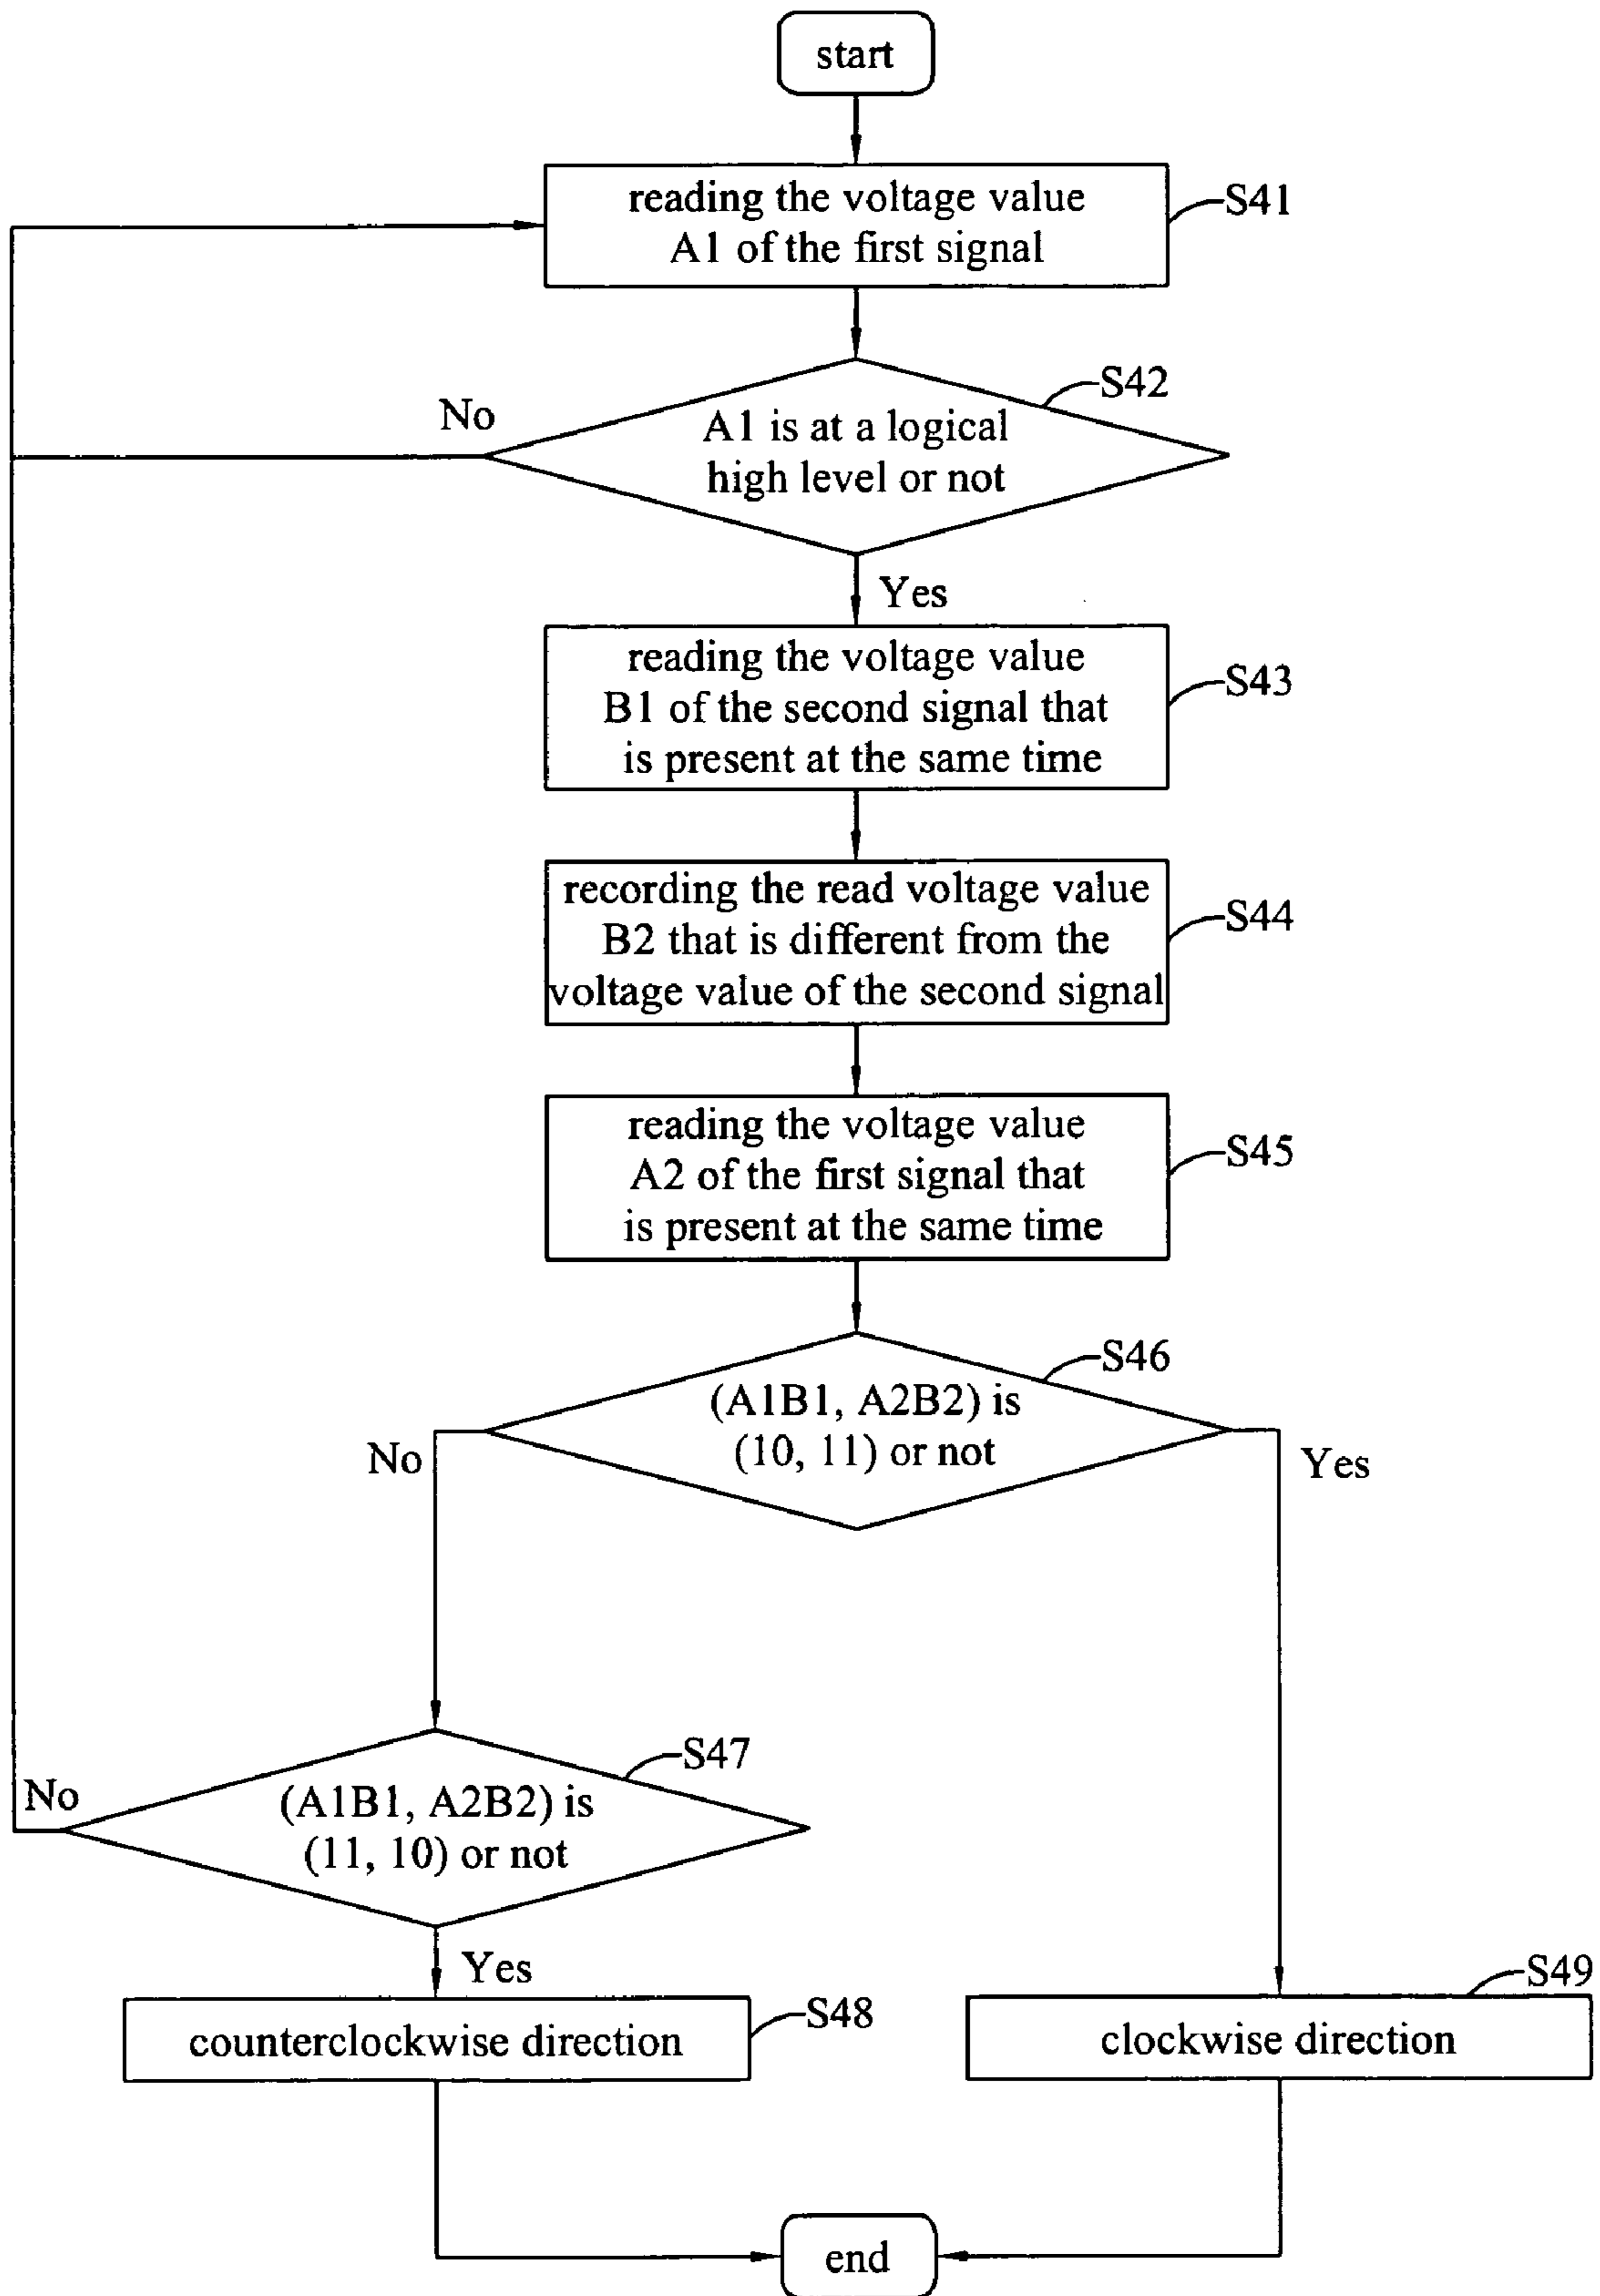 start
reading the voltage value
A1 of the first signal
S41
S42
No
A1 is at a logical
high level or not
Yes
reading the voltage value
B1 of the second signal that
is present at the same time
S43
recording the read voltage value
B2 that is different from the
voltage value of the second signal
S44
reading the voltage value
A2 of the first signal that
is present at the same time
S45
S46
(A1B1, A2B2) is
(10, 11) or not
No
Yes
S47
No
(A1B1, A2B2) is
(11, 10) or not
Yes
S49
counterclockwise direction
S48
clockwise direction
end